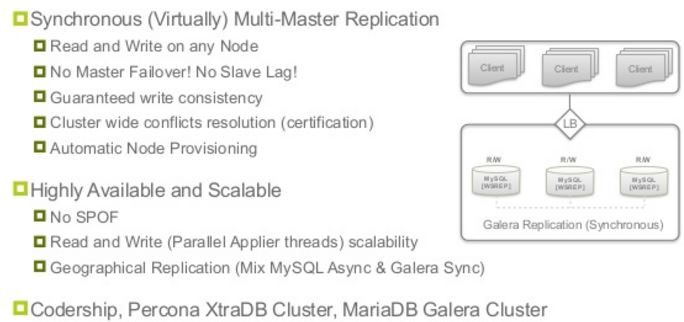 Synchronous (Virtually) Multi-Master Replication
Read and Write on any Node
No Master Failover! No Slave Lag!
Guaranteed write consistency
Cluster wide conflicts resolution (certification)
Automatic Node Provisioning
Highly Available and Scalable
No SPOF
Read and Write (Parallel Applier threads) scalability
Geographical Replication (Mix MySQL Async & Galera Sync)
Codership, Percona XtraDB Cluster, MariaDB Galera Cluster
Client Client Client
LB
R/W R/W R/W
MySQL MySQL MySQL
[WSREP] [WSREP] [WSREP]
Galera Replication (Synchronous)